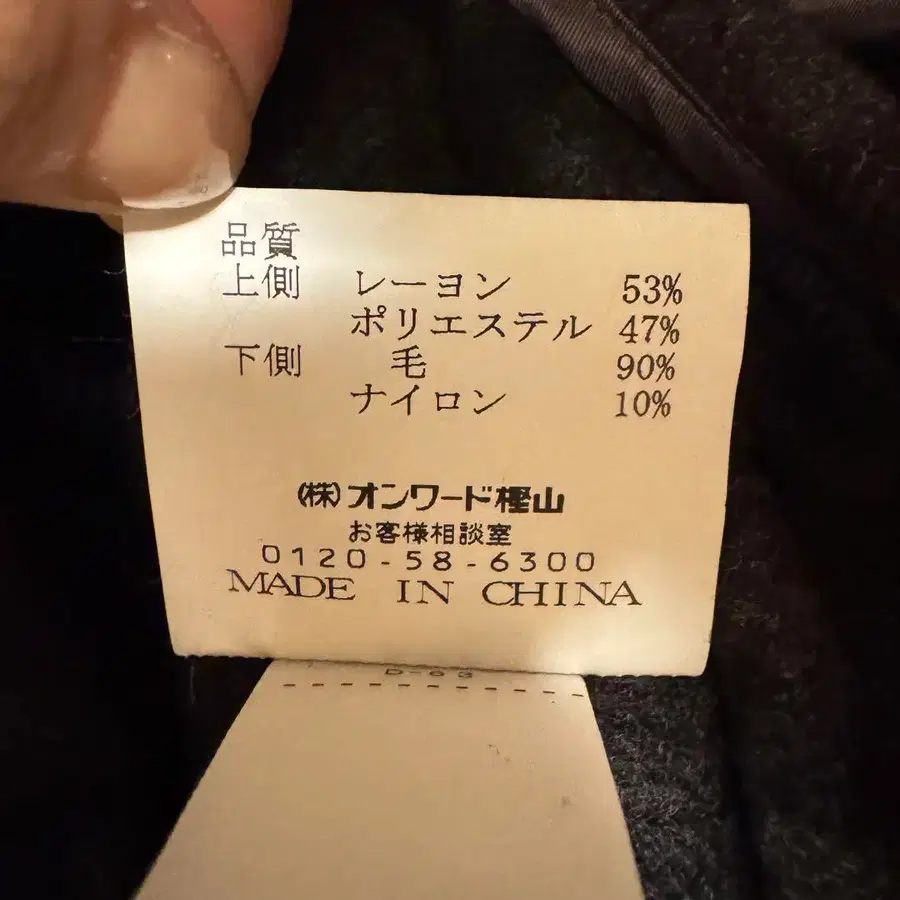 品質
上側 レーヨン 53%
ポリエステル 47%
下側 毛 90%
ナイロン 10%
(株)オンワード樫山
お客様相談室
0120-58-6300
MADE IN CHINA
D-63